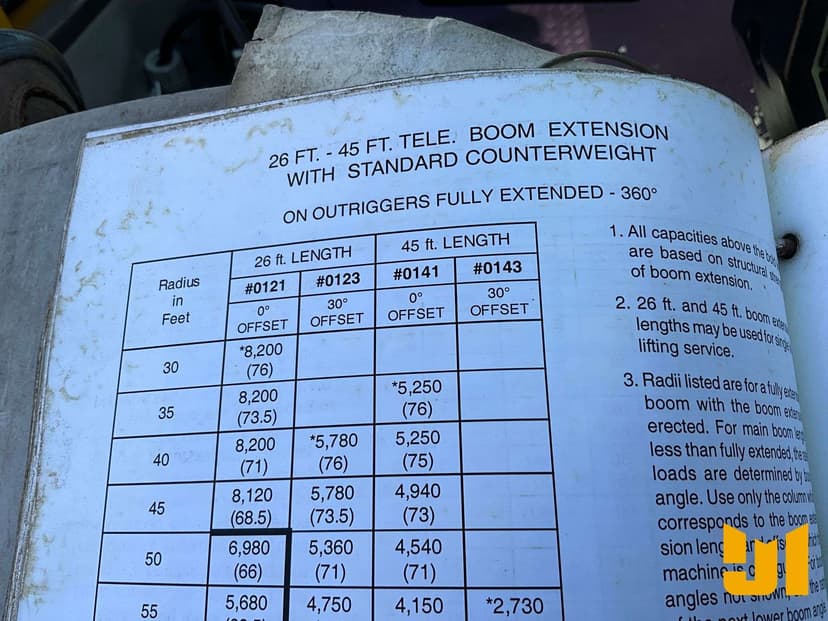 26 FT. - 45 FT. TELE. BOOM EXTENSION
WITH STANDARD COUNTERWEIGHT
ON OUTRIGGERS FULLY EXTENDED - 360°
Radius in Feet
26 ft. LENGTH 45 ft. LENGTH
#0121 #0123 #0141 #0143
0° OFFSET 30° OFFSET 0° OFFSET 30° OFFSET
30 *8,200 (76)
35 8,200 (73.5) *5,250 (76)
40 8,200 (71) *5,780 (76) 5,250 (75)
45 8,120 (68.5) 5,780 (73.5) 4,940 (73)
50 6,980 (66) 5,360 (71) 4,540 (71)
55 5,680 4,750 4,150 *2,730
1. All capacities above the
are based on structural
of boom extension.
2. 26 ft. and 45 ft. boom
lengths may be used for
lifting service.
3. Radii listed are for a fully
boom with the boom
erected. For main boom
less than fully extended, the
loads are determined by
angle. Use only the column
corresponds to the boom
sion
machine is
angles not shown, the
of the next lower boom angle